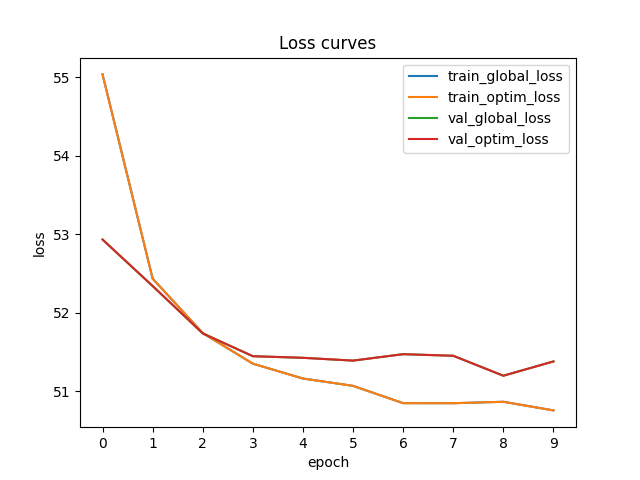 Loss curves
train_global_loss
train_optim_loss
val_global_loss
val_optim_loss
55
54
53
52
51
loss
0 1 2 3 4 5 6 7 8 9
epoch